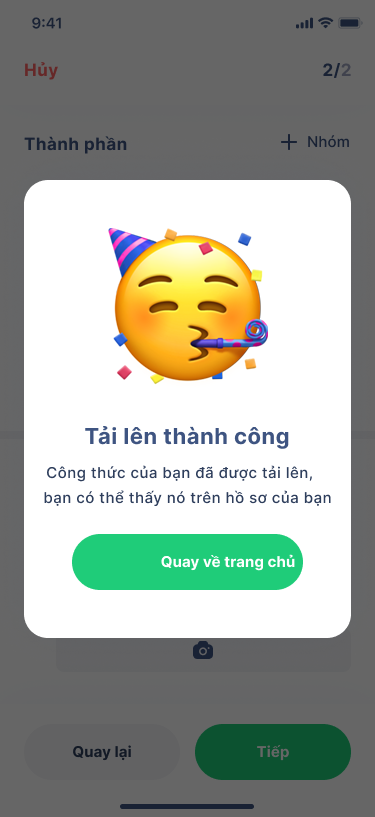 9:41
Hủy
2/2
Thành phần
Nhóm
Tải lên thành công
Công thức của bạn đã được tải lên,
bạn có thể thấy nó trên hồ sơ của bạn
Quay về trang chủ
Quay lại
Tiếp